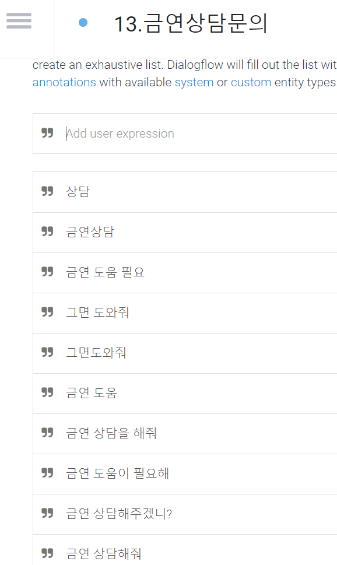 13.금연상담문의
create an exhaustive list. Dialogflow will fill out the list wit
annotations with available system or custom entity types
Add user expression
상담
금연상담
금연 도움 필요
그면 도와줘
그먼도와줘
금연 도움
금연 상담을 해줘
금연 도움이 필요해
금연 상담해주겠니?
금연 상담해줘